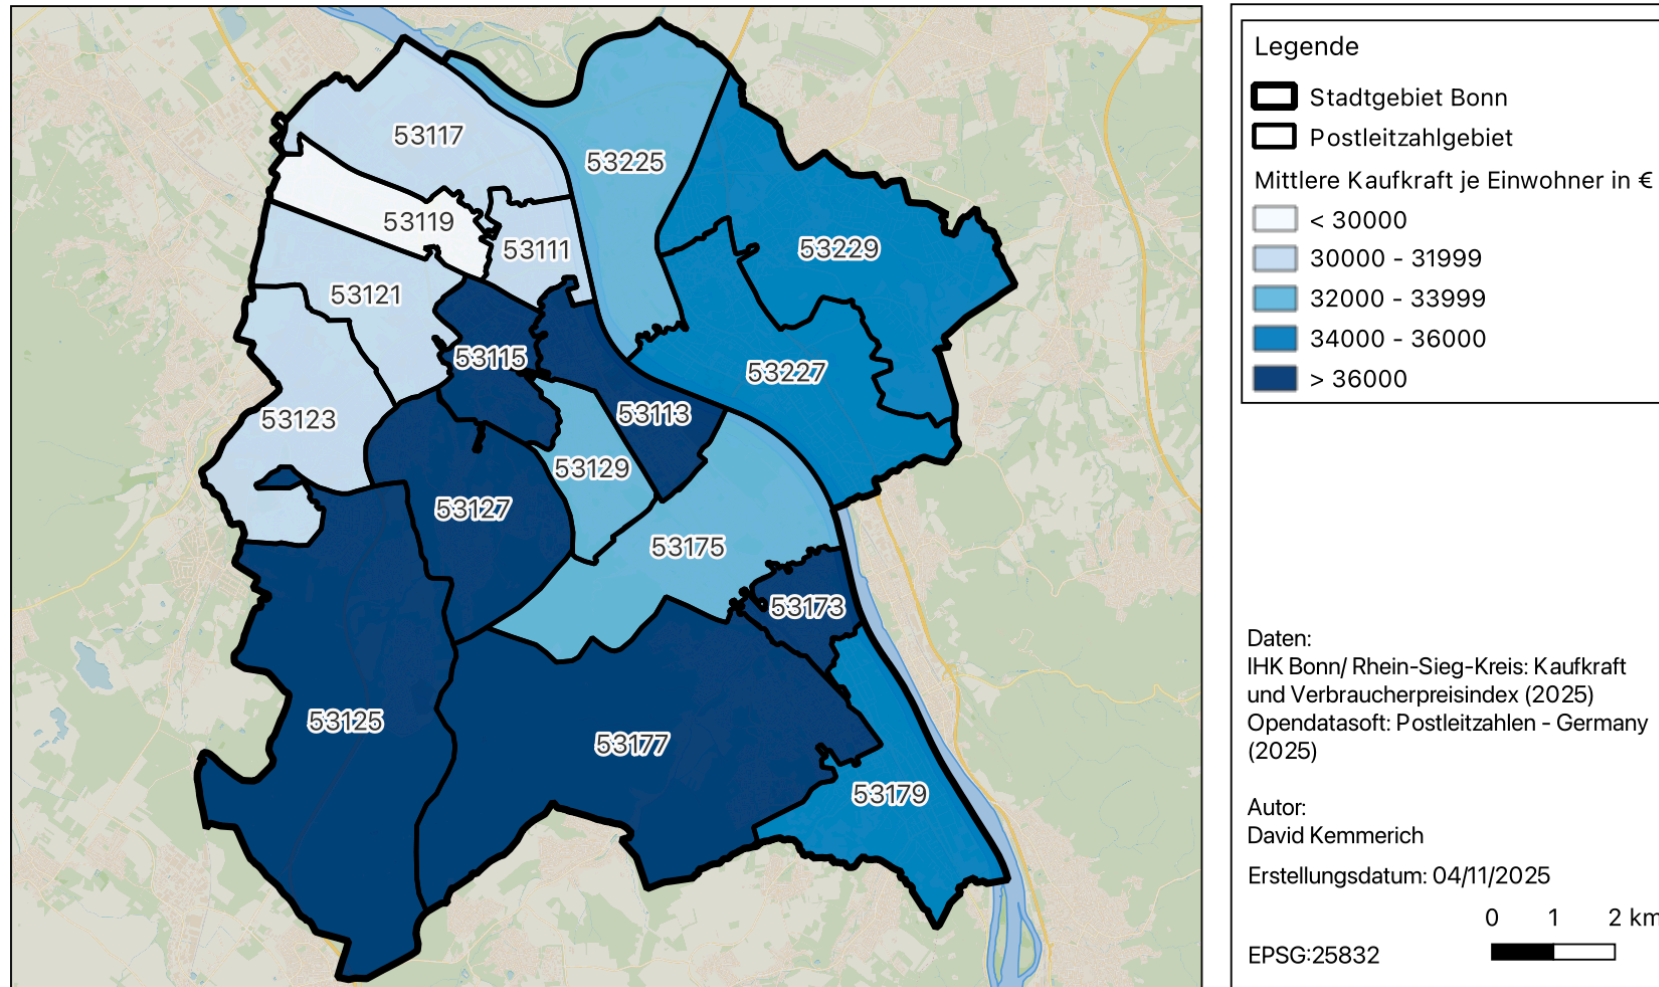 53117
53225
53119
53111
53229
53121
53115
53227
53113
53123
53129
53127
53175
53173
53125
53177
53179
Legende
Stadtgebiet Bonn
Postleitzahlgebiet
Mittlere Kaufkraft je Einwohner in €
< 30000
30000 - 31999
32000 - 33999
34000 - 36000
> 36000
Daten:
IHK Bonn/ Rhein-Sieg-Kreis: Kaufkraft
und Verbraucherpreisindex (2025)
Opendatasoft: Postleitzahlen - Germany
(2025)
Autor:
David Kemmerich
Erstellungsdatum: 04/11/2025
0 1 2 km
EPSG:25832